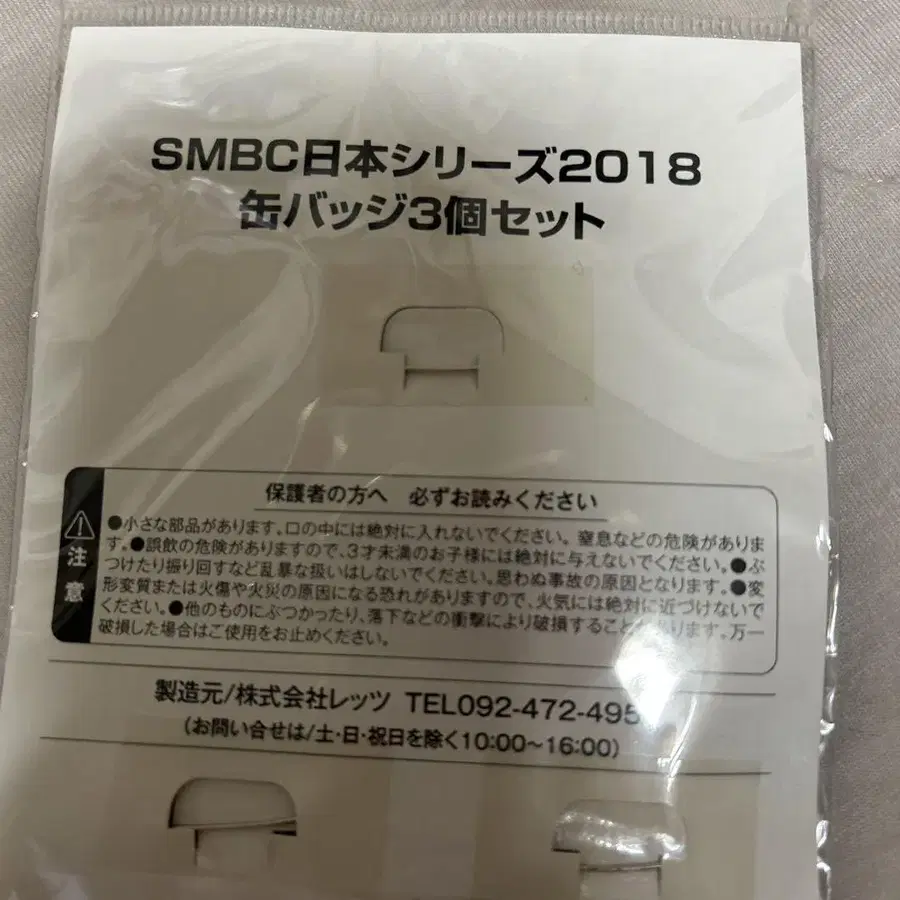 SMBC日本シリーズ2018
缶バッジ3個セット
保護者の方へ 必ずお読みください
注意
●小さな部品があります。口の中には絶対に入れないでください。窒息などの危険がありま
す。●誤飲の危険がありますので、3才未満のお子様には絶対に与えないでください。●ぶ
つけたり振り回すなど乱暴な扱いはしないでください。思わぬ事故の原因となります。●変
形変質または火傷や火災の原因になる恐れがありますので、火気には絶対に近づけないで
ください。●他のものにぶつかったり、落下などの衝撃により破損することがあります。万一
破損した場合はご使用をお止めください。
製造元/株式会社レッツ TEL092-472-495
(お問い合せは/土・日・祝日を除く10:00～16:00)